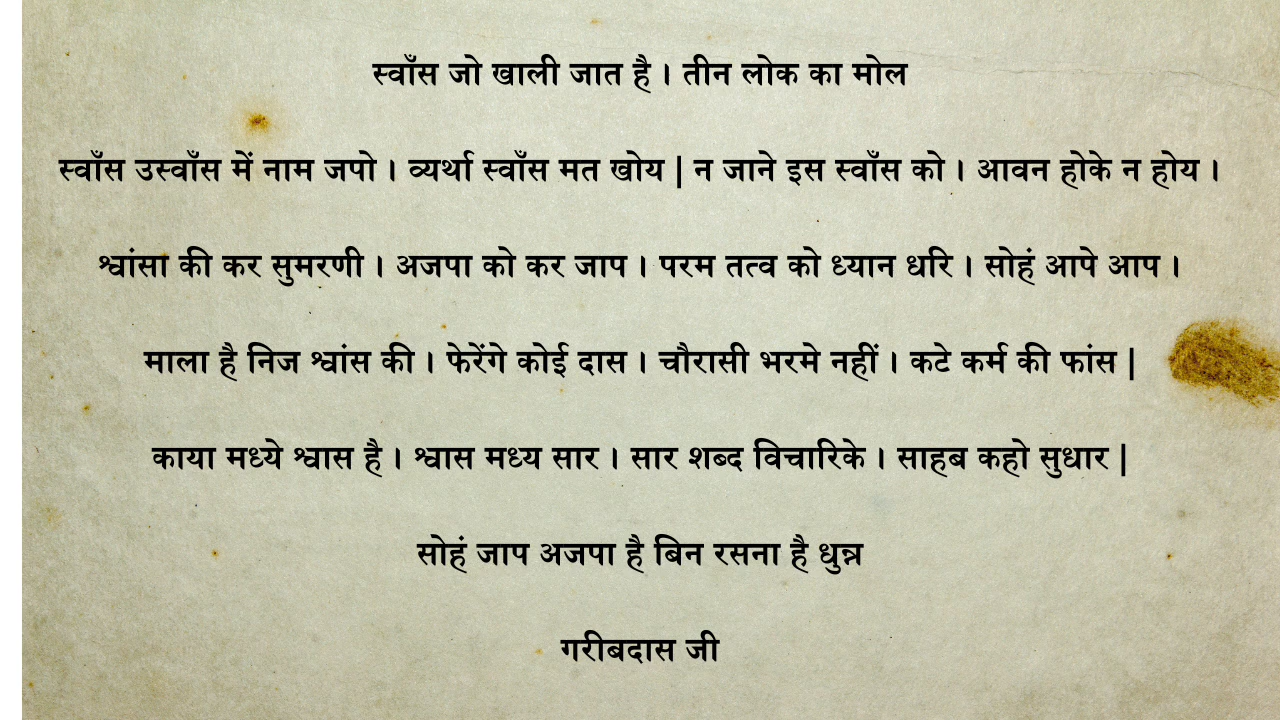 स्वाँस जो खाली जात है । तीन लोक का मोल
स्वाँस उस्वाँस में नाम जपो । व्यर्था स्वाँस मत खोय | न जाने इस स्वाँस को । आवन होके न होय ।
श्वांसा की कर सुमरणी । अजपा को कर जाप । परम तत्व को ध्यान धरि । सोहं आपे आप ।
माला है निज श्वांस की । फेरेंगे कोई दास । चौरासी भरमे नहीं । कटे कर्म की फांस |
काया मध्ये श्वास है । श्वास मध्य सार । सार शब्द विचारिके । साहब कहो सुधार |
सोहं जाप अजपा है बिन रसना है धुन्न
गरीबदास जी